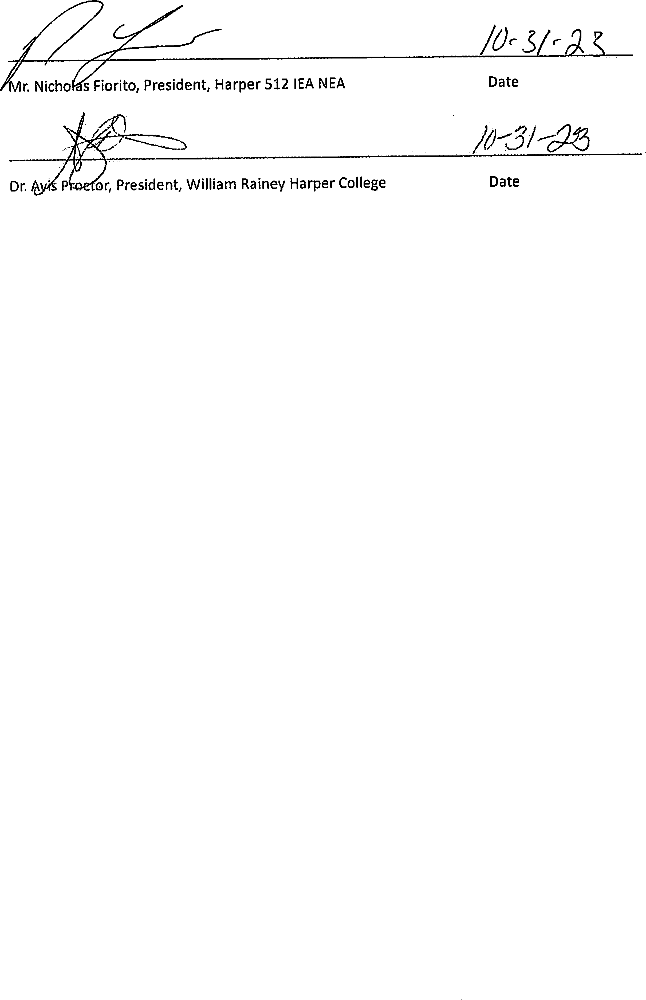 10-31-23
Mr. Nicholas Fiorito, President, Harper 512 IEA NEA Date
10-31-23
Dr. Avis Proctor, President, William Rainey Harper College Date